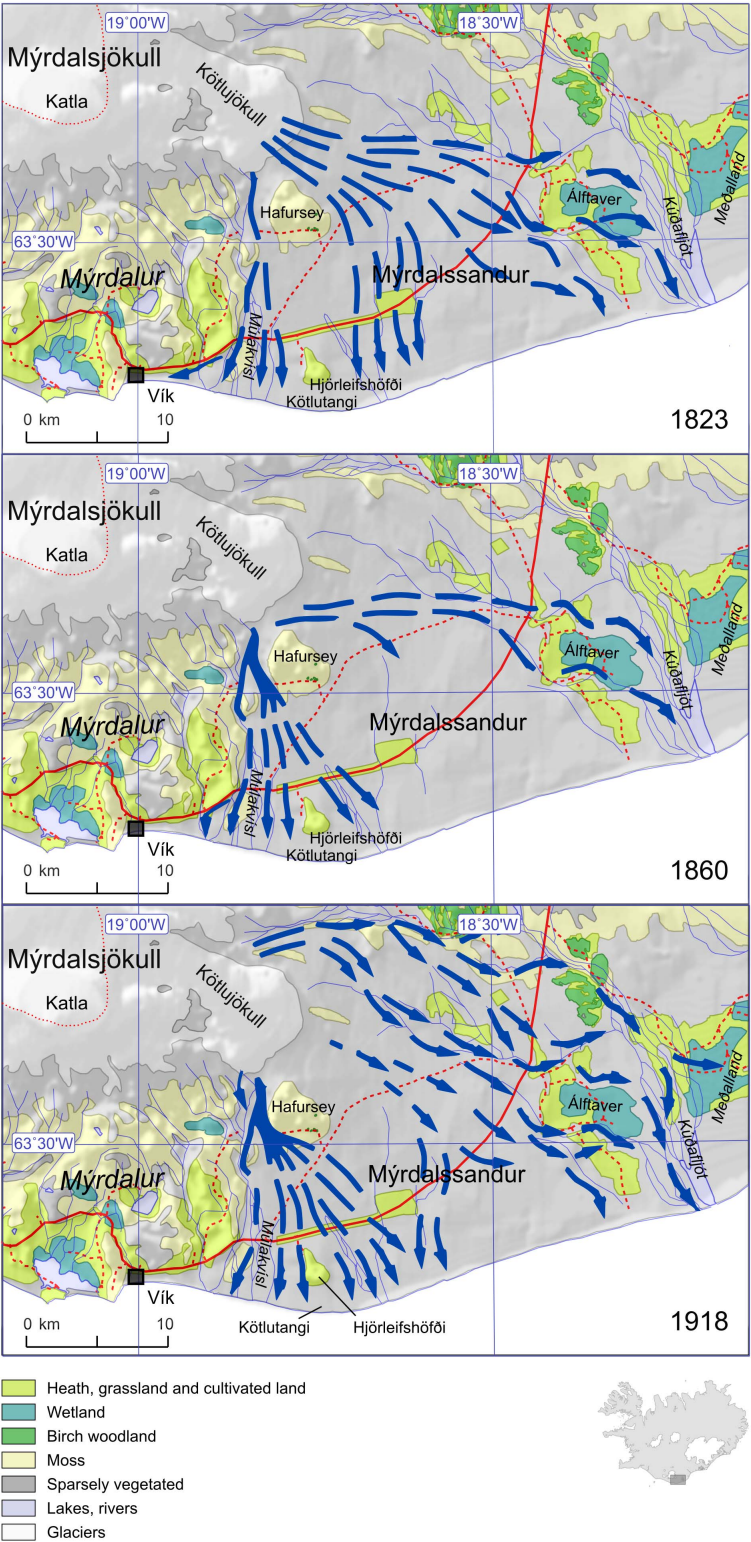 19°00'W
18°30'W
Mýrdalsjökull
Katla
Kötlujökull
Hafursey
Álftaver
Kúðafljót
Meðalland
63°30'W
Mýrdalur
Mýrdalssandur
Múlakvísl
Vík
Hjörleifshöfði
Kötlutangi
0 km 10
1823
19°00'W
18°30'W
Mýrdalsjökull
Katla
Kötlujökull
Hafursey
Álftaver
Kúðafljót
Meðalland
63°30'W
Mýrdalur
Mýrdalssandur
Múlakvísl
Vík
Hjörleifshöfði
Kötlutangi
0 km 10
1860
19°00'W
18°30'W
Mýrdalsjökull
Katla
Kötlujökull
Hafursey
Álftaver
Kúðafljót
Meðalland
63°30'W
Mýrdalur
Mýrdalssandur
Múlakvísl
Vík
Kötlutangi Hjörleifshöfði
0 km 10
1918
Heath, grassland and cultivated land
Wetland
Birch woodland
Moss
Sparsely vegetated
Lakes, rivers
Glaciers